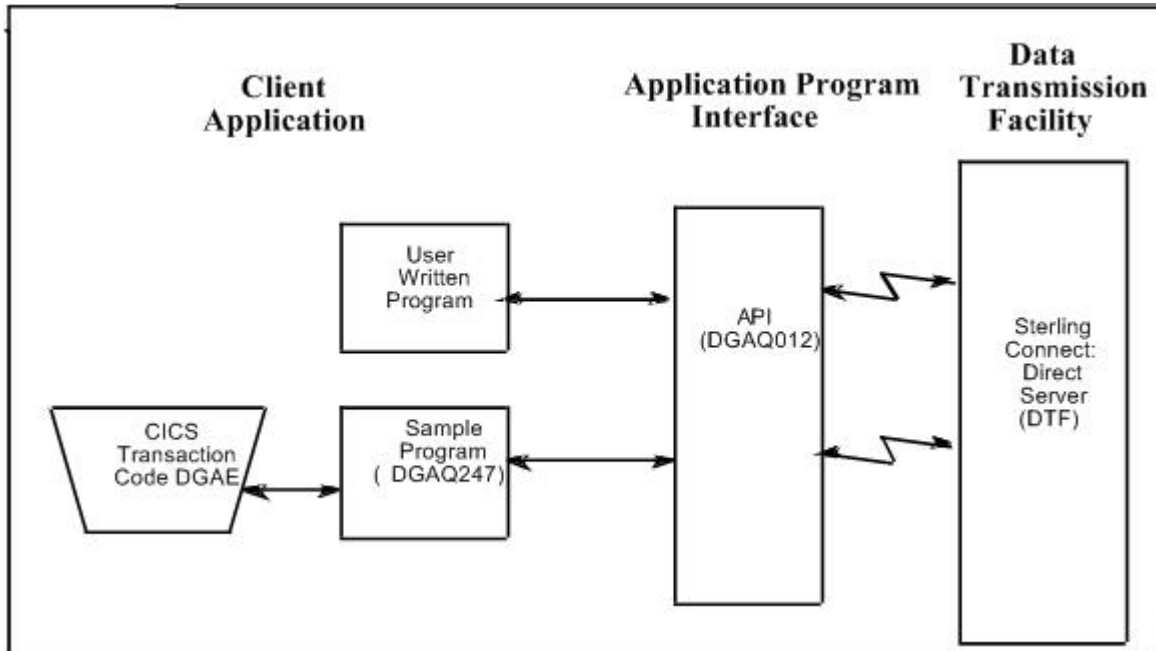 Client
Application
Application Program
Interface
Data
Transmission
Facility
User
Written
Program
CICS
Transaction
Code DGAE
Sample
Program
( DGAQ247)
API
(DGAQ012)
Sterling
Connect:
Direct
Server
(DTF)